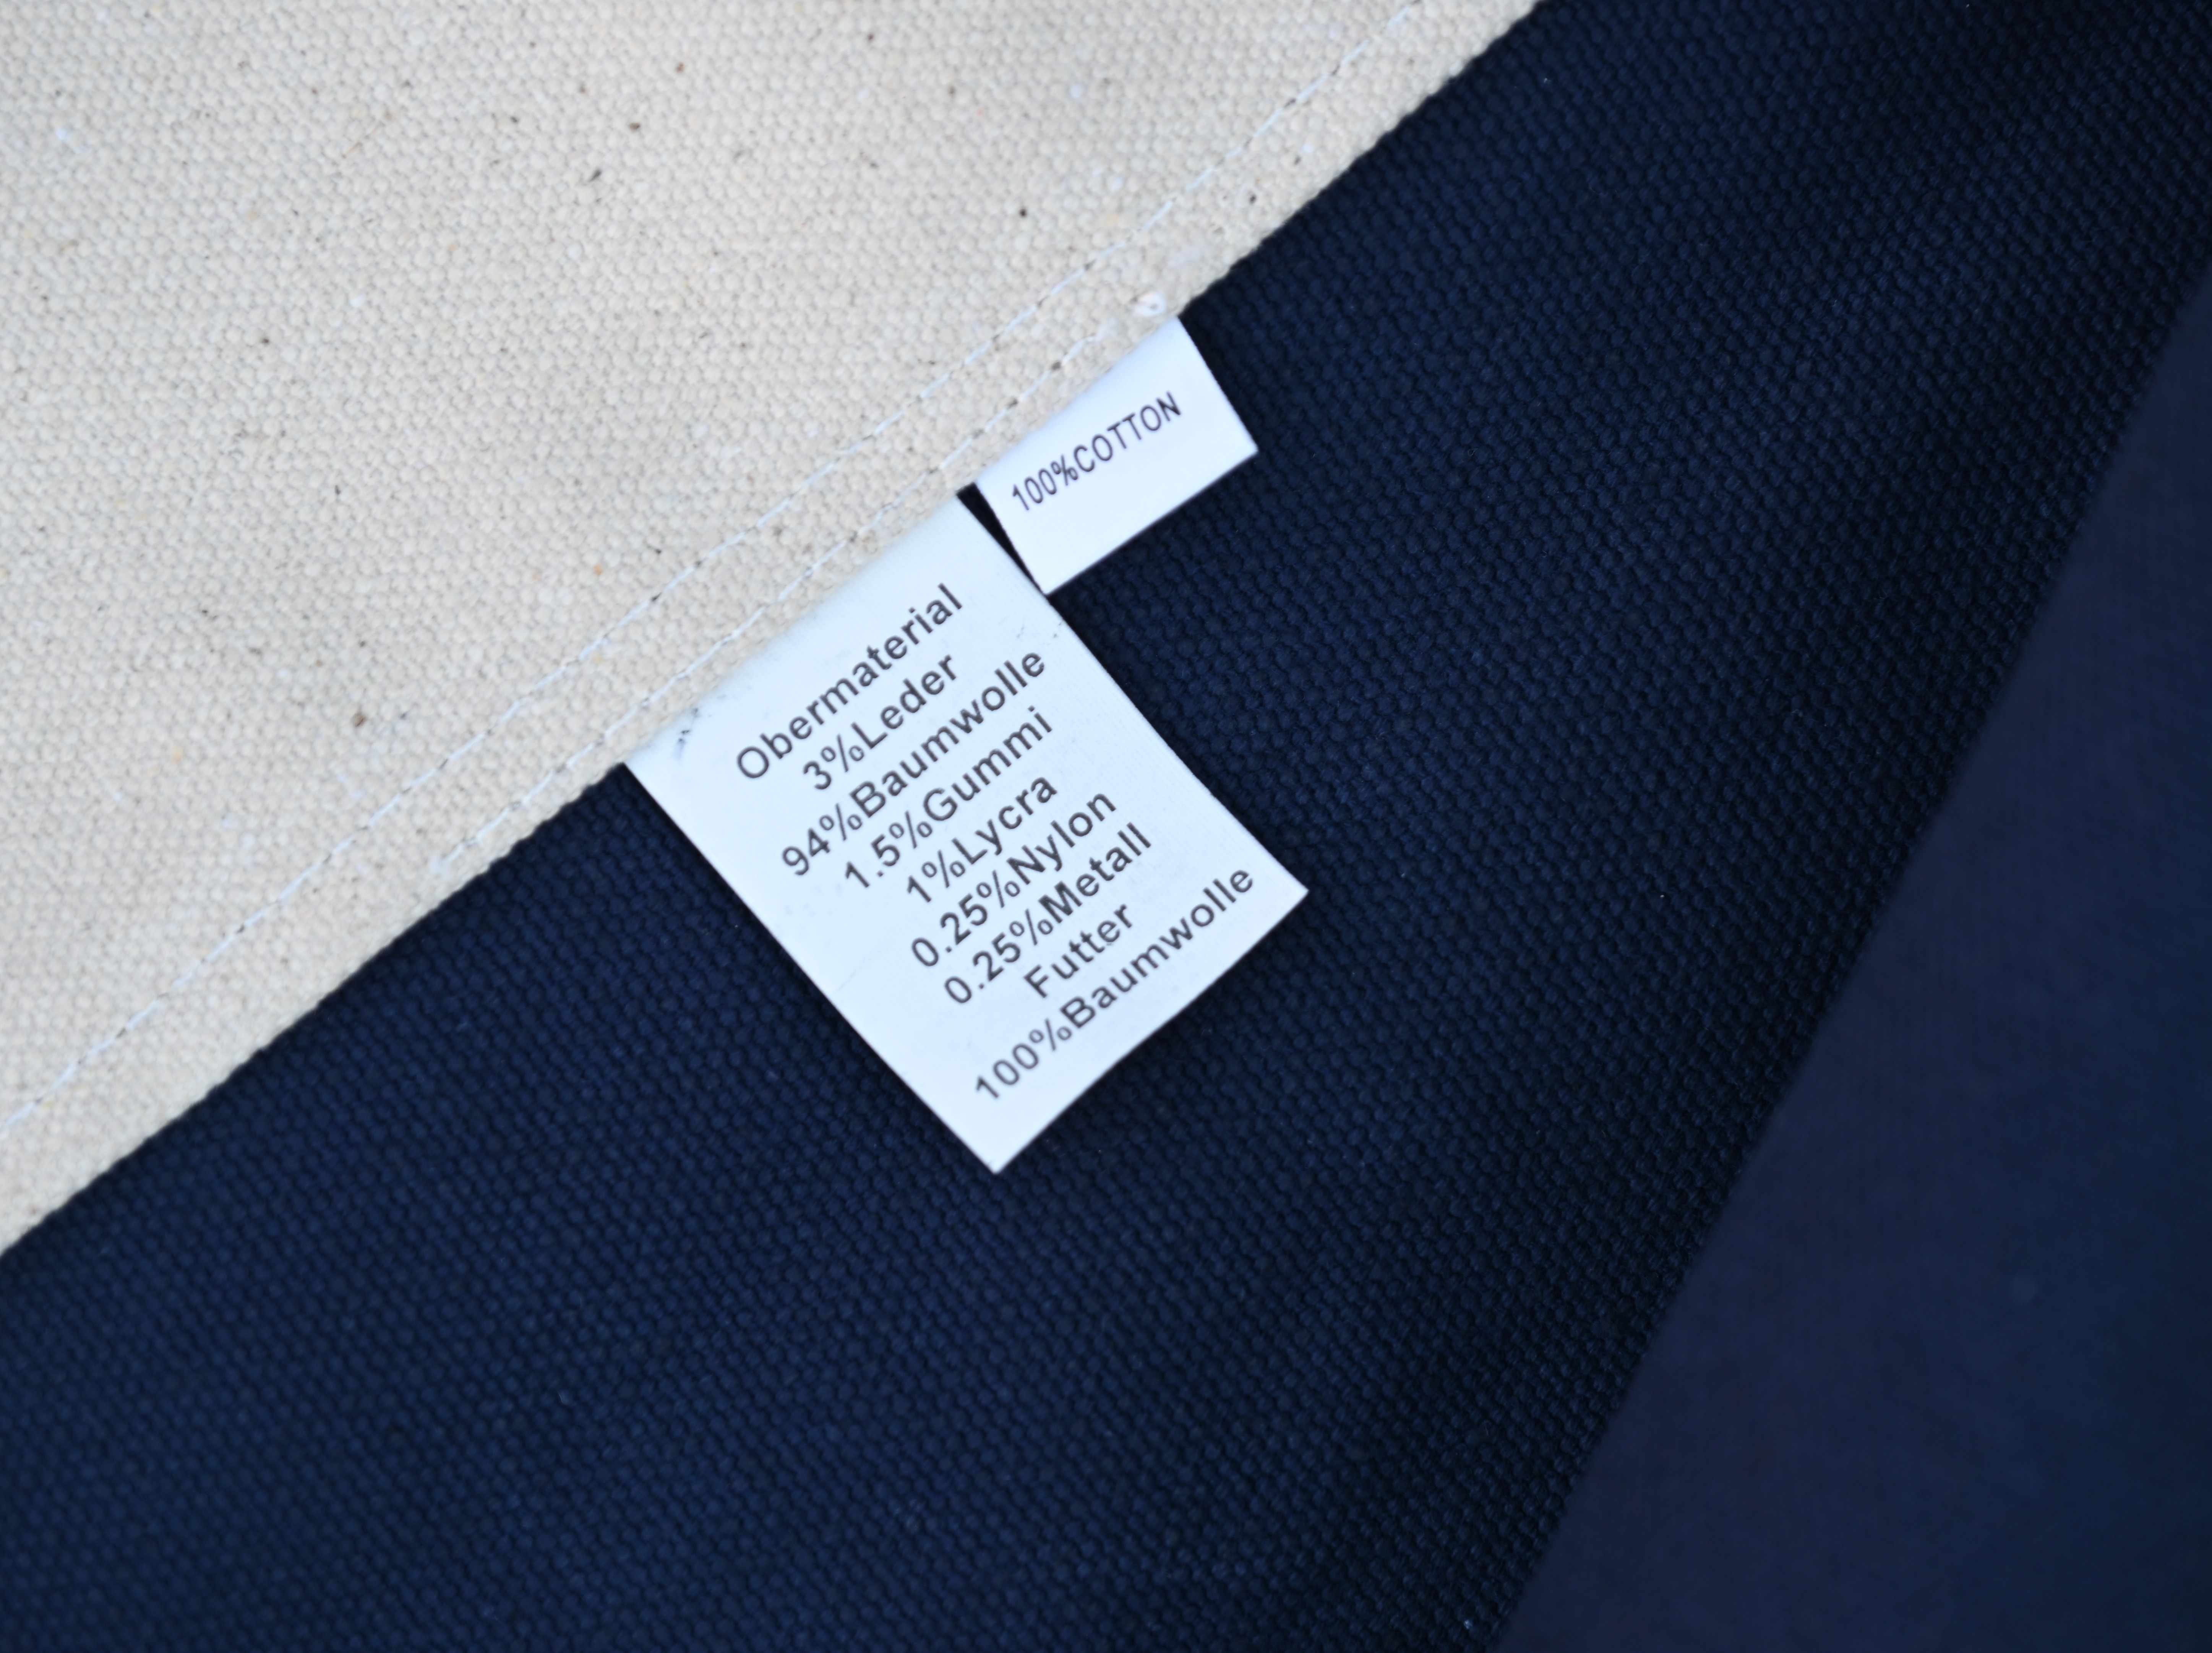 100%COTTON
Obermaterial
3%Leder
94%Baumwolle
1.5%Gummi
1%Lycra
0.25%Nylon
0.25%Metall
Futter
100%Baumwolle